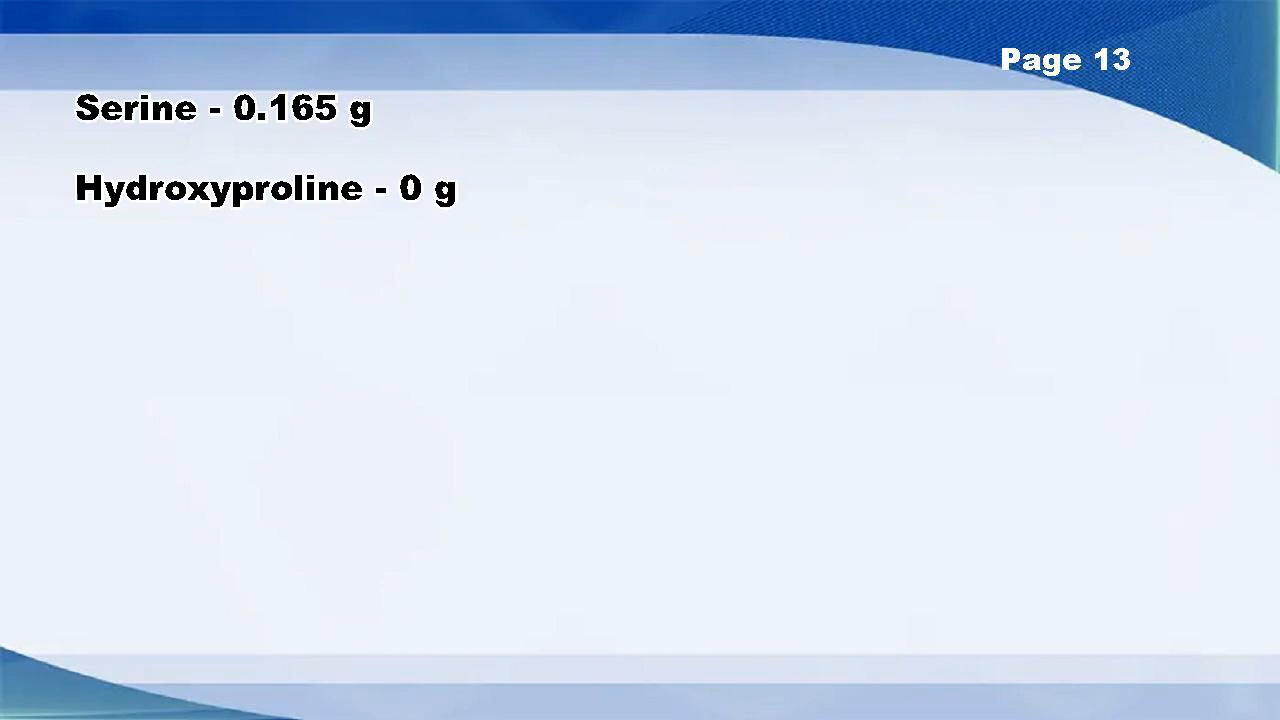 Page 13
Serine - 0.165 g
Hydroxyproline - 0 g